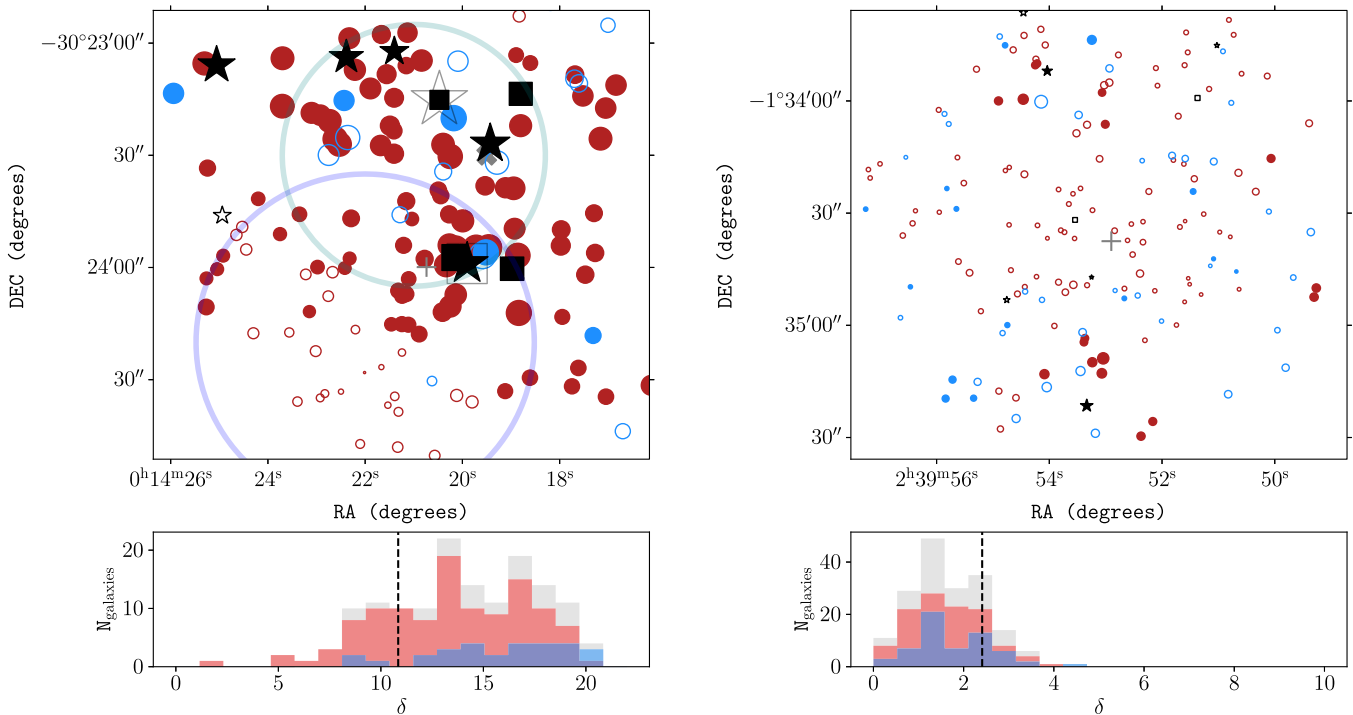 −30°23′00″
30″
24′00″
30″
DEC (degrees)
0ʰ14ᵐ26ˢ 24ˢ 22ˢ 20ˢ 18ˢ
RA (degrees)
−1°34′00″
30″
35′00″
30″
DEC (degrees)
2ʰ39ᵐ56ˢ 54ˢ 52ˢ 50ˢ
RA (degrees)
20
10
0
N_galaxies
0 5 10 15 20
δ
40
20
0
N_galaxies
0 2 4 6 8 10
δ